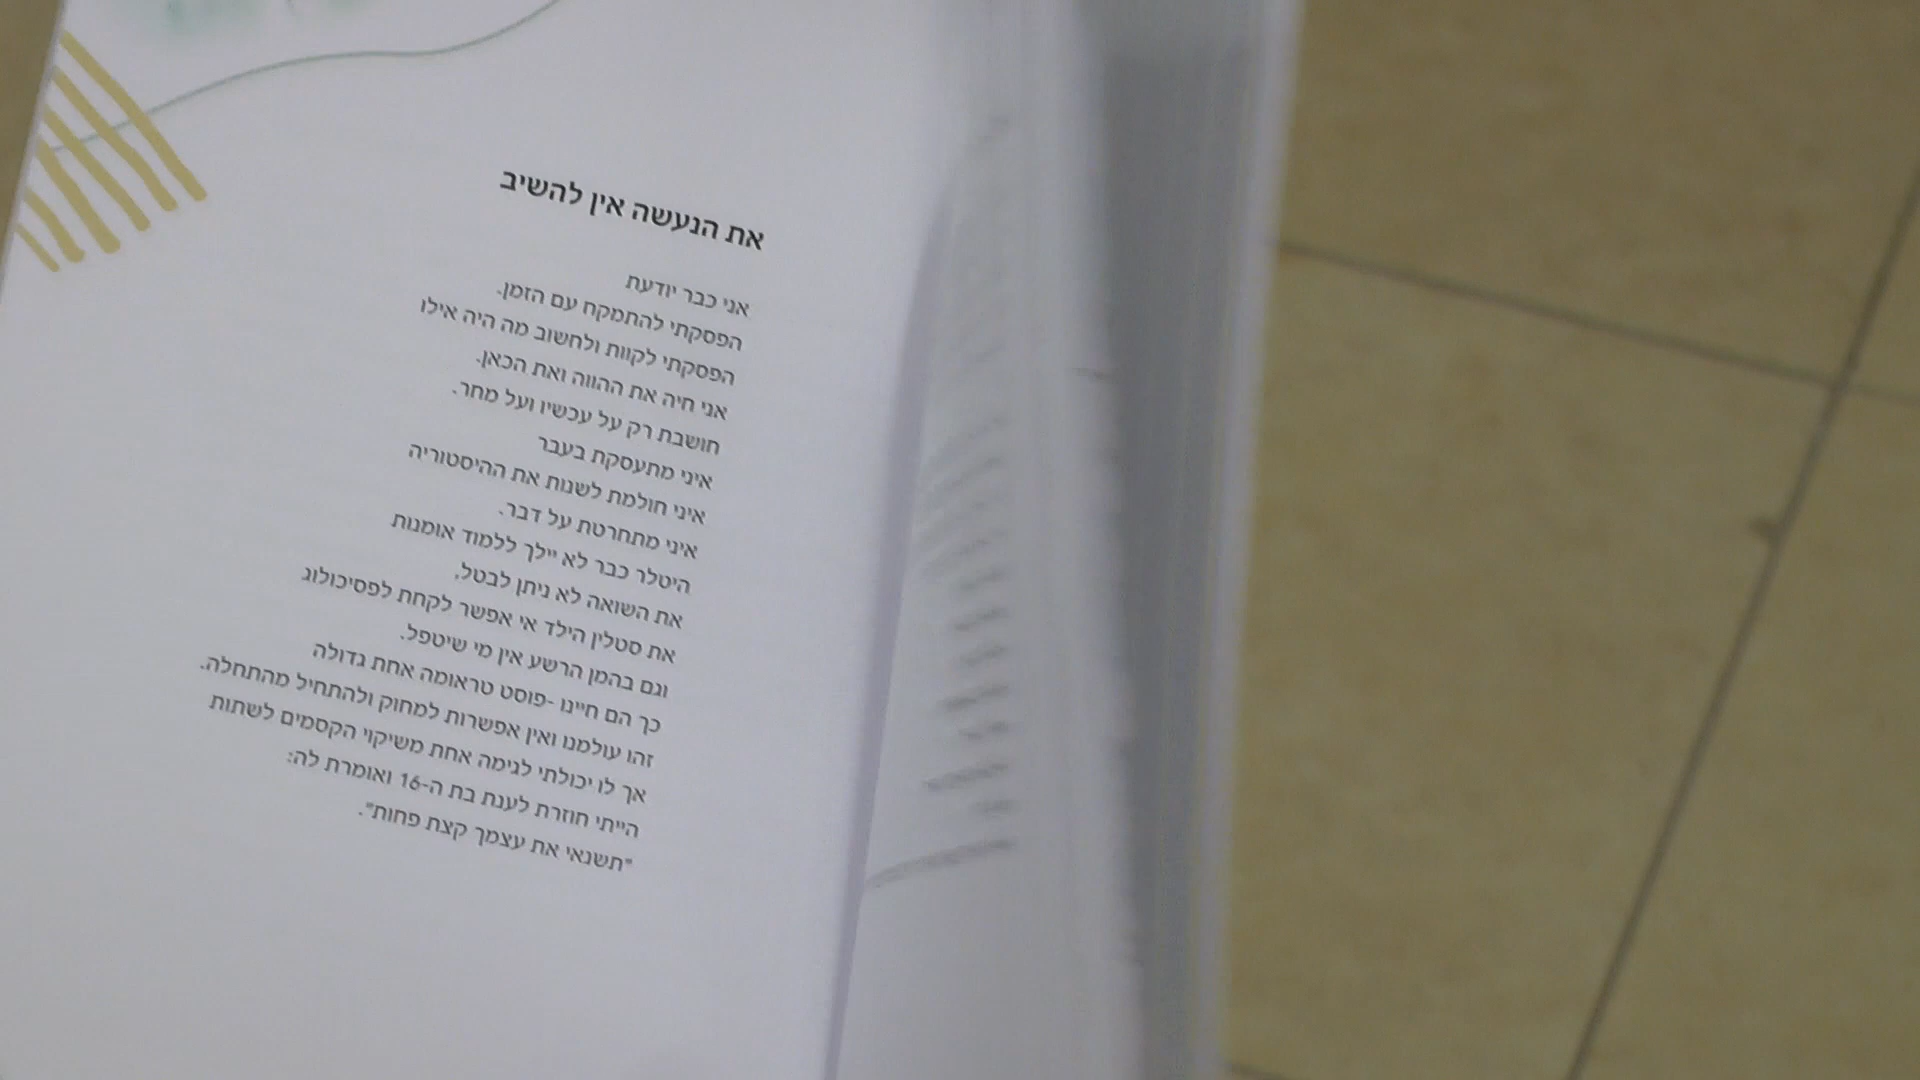 את הנעשה אין להשיב
אני כבר יודעת
הפסקתי להתמקח עם הזמן.
הפסקתי לקוות ולחשוב מה היה אילו
אני חיה את ההווה ואת הכאן.
חושבת רק על עכשיו ועל מחר.
איני מתעסקת בעבר
איני חולמת לשנות את ההיסטוריה
איני מתחרטת על דבר.
היטלר כבר לא יילך ללמוד אומנות
את השואה לא ניתן לבטל,
את סטלין הילד אי אפשר לקחת לפסיכולוג
וגם בהמן הרשע אין מי שיטפל.
כך הם חיינו -פוסט טראומה אחת גדולה
זהו עולמנו ואין אפשרות למחוק ולהתחיל מהתחלה.
אך לו יכולתי לגימה אחת משיקוי הקסמים לשתות
הייתי חוזרת לענת בת ה-16 ואומרת לה:
"תשנאי את עצמך קצת פחות".